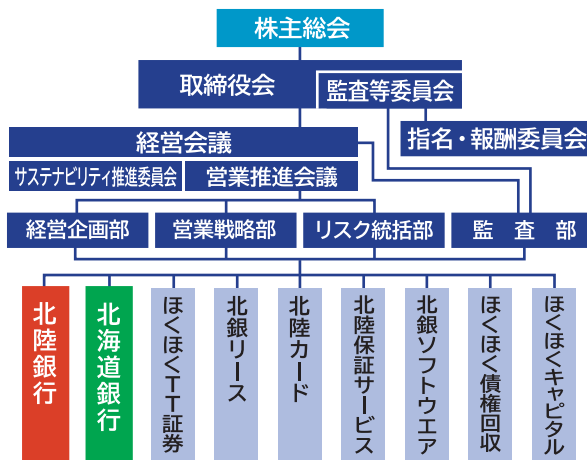 株主総会
取締役会
監査等委員会
指名・報酬委員会
経営会議
サステナビリティ推進委員会
営業推進会議
経営企画部
営業戦略部
リスク統括部
監査部
北陸銀行
北海道銀行
ほくほくTT証券
北銀リース
北陸カード
北陸保証サービス
北銀ソフトウエア
ほくほく債権回収
ほくほくキャピタル